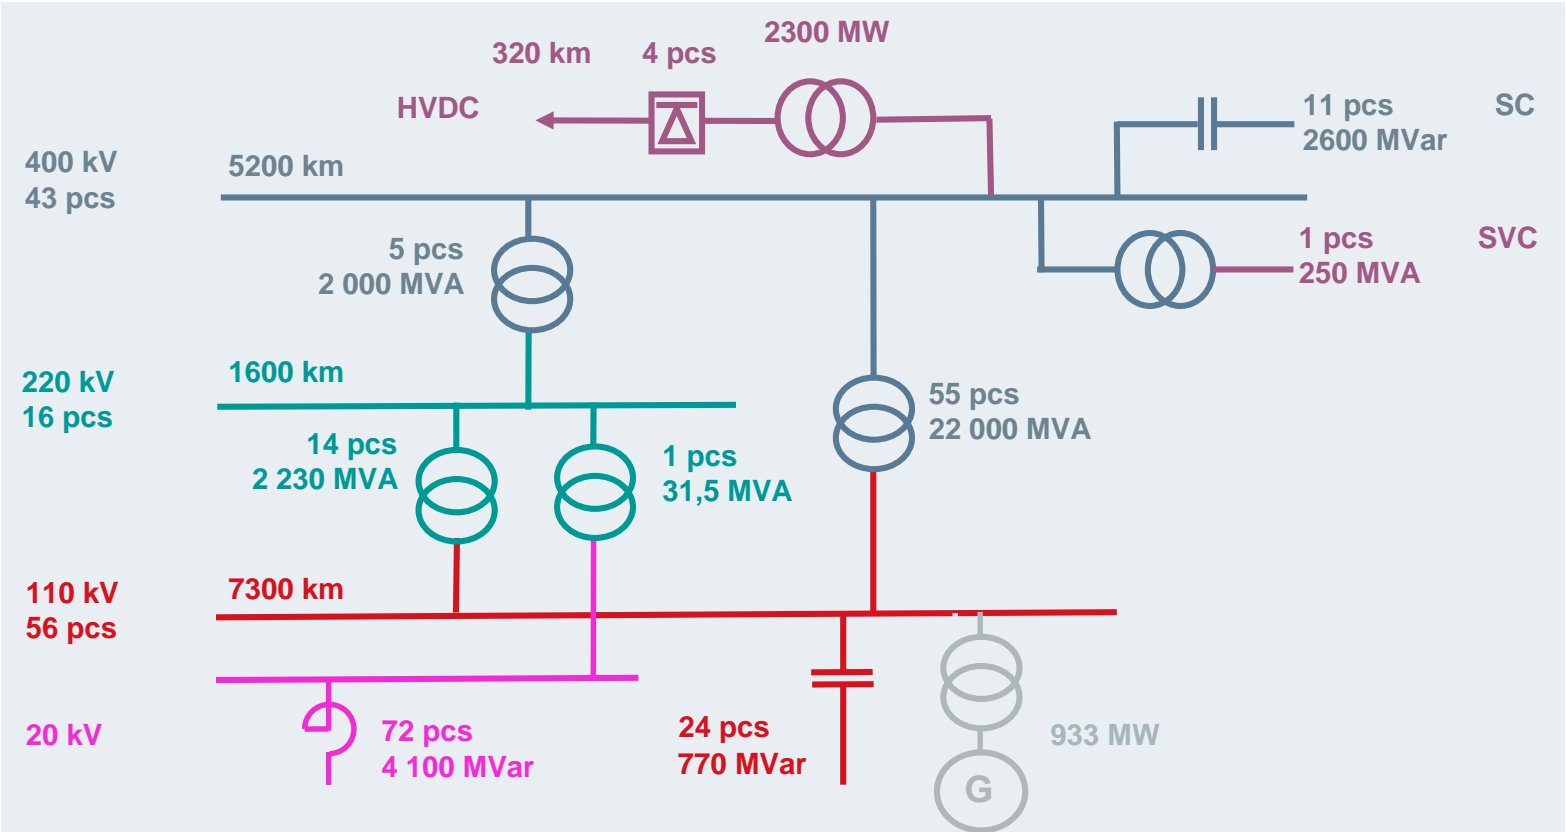 2300 MW
320 km
4 pcs
HVDC
11 pcs
2600 MVar
SC
400 kV
43 pcs
5200 km
5 pcs
2 000 MVA
1 pcs
250 MVA
SVC
220 kV
16 pcs
1600 km
55 pcs
22 000 MVA
14 pcs
2 230 MVA
1 pcs
31,5 MVA
110 kV
56 pcs
7300 km
20 kV
72 pcs
4 100 MVar
24 pcs
770 MVar
933 MW
G